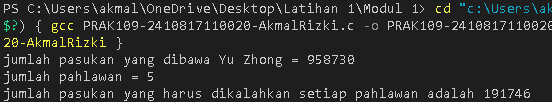 PS C:\Users\akmal\OneDrive\Desktop\Latihan 1\Modul 1> cd "c:\Users\ak
$?) { gcc PRAK109-2410817110020-AkmalRizki.c -o PRAK109-2410817110020
20-AkmalRizki }
jumlah pasukan yang dibawa Yu Zhong = 958730
jumlah pahlawan = 5
jumlah pasukan yang harus dikalahkan setiap pahlawan adalah 191746